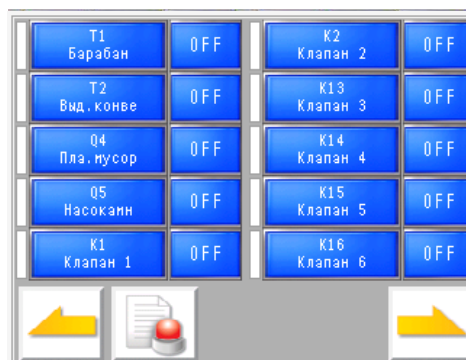 T1
Барабан
OFF
K2
Клапан 2
OFF
T2
Выд.конве
OFF
K13
Клапан 3
OFF
Q4
Пла.мусор
OFF
K14
Клапан 4
OFF
Q5
Насокамн
OFF
K15
Клапан 5
OFF
K1
Клапан 1
OFF
K16
Клапан 6
OFF